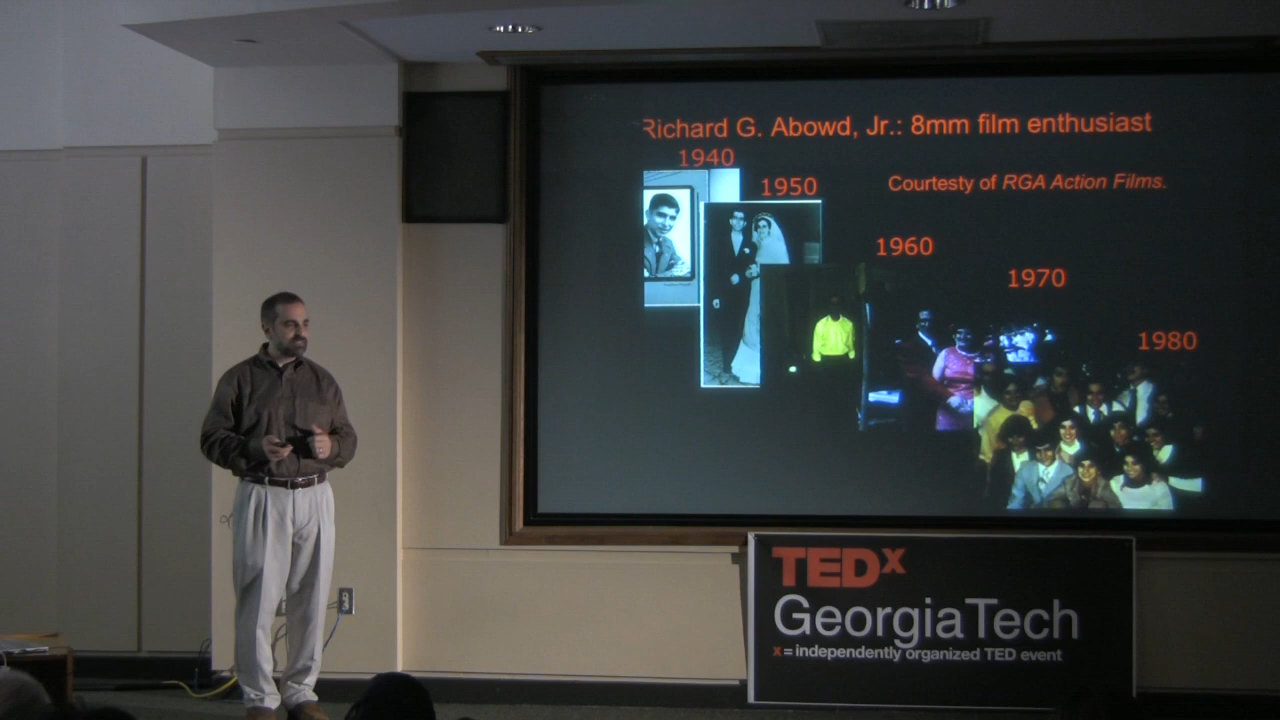 Richard G. Abowd, Jr.: 8mm film enthusiast
1940
1950
Courtesty of RGA Action Films.
1960
1970
1980
TEDx
GeorgiaTech
x = independently organized TED event